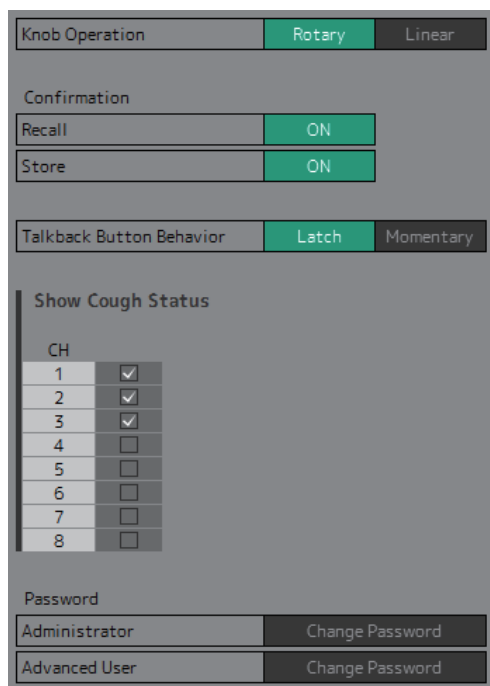 Knob Operation Rotary Linear
Confirmation
Recall ON
Store ON
Talkback Button Behavior Latch Momentary
Show Cough Status
CH
1
2
3
4
5
6
7
8
Password
Administrator Change Password
Advanced User Change Password